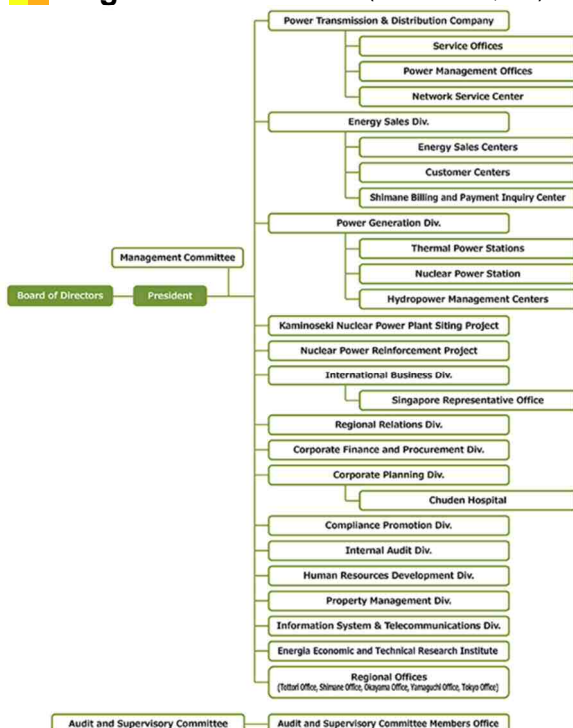 Power Transmission & Distribution Company
Service Offices
Power Management Offices
Network Service Center
Energy Sales Div.
Energy Sales Centers
Customer Centers
Shimane Billing and Payment Inquiry Center
Power Generation Div.
Thermal Power Stations
Management Committee
Nuclear Power Station
Board of Directors
President
Hydropower Management Centers
Kaminoseki Nuclear Power Plant Siting Project
Nuclear Power Reinforcement Project
International Business Div.
Singapore Representative Office
Regional Relations Div.
Corporate Finance and Procurement Div.
Corporate Planning Div.
Chuden Hospital
Compliance Promotion Div.
Internal Audit Div.
Human Resources Development Div.
Property Management Div.
Information System & Telecommunications Div.
Energia Economic and Technical Research Institute
Regional Offices
(Tottori Office, Shimane Office, Okayama Office, Yamaguchi Office, Tokyo Office)
Audit and Supervisory Committee
Audit and Supervisory Committee Members Office